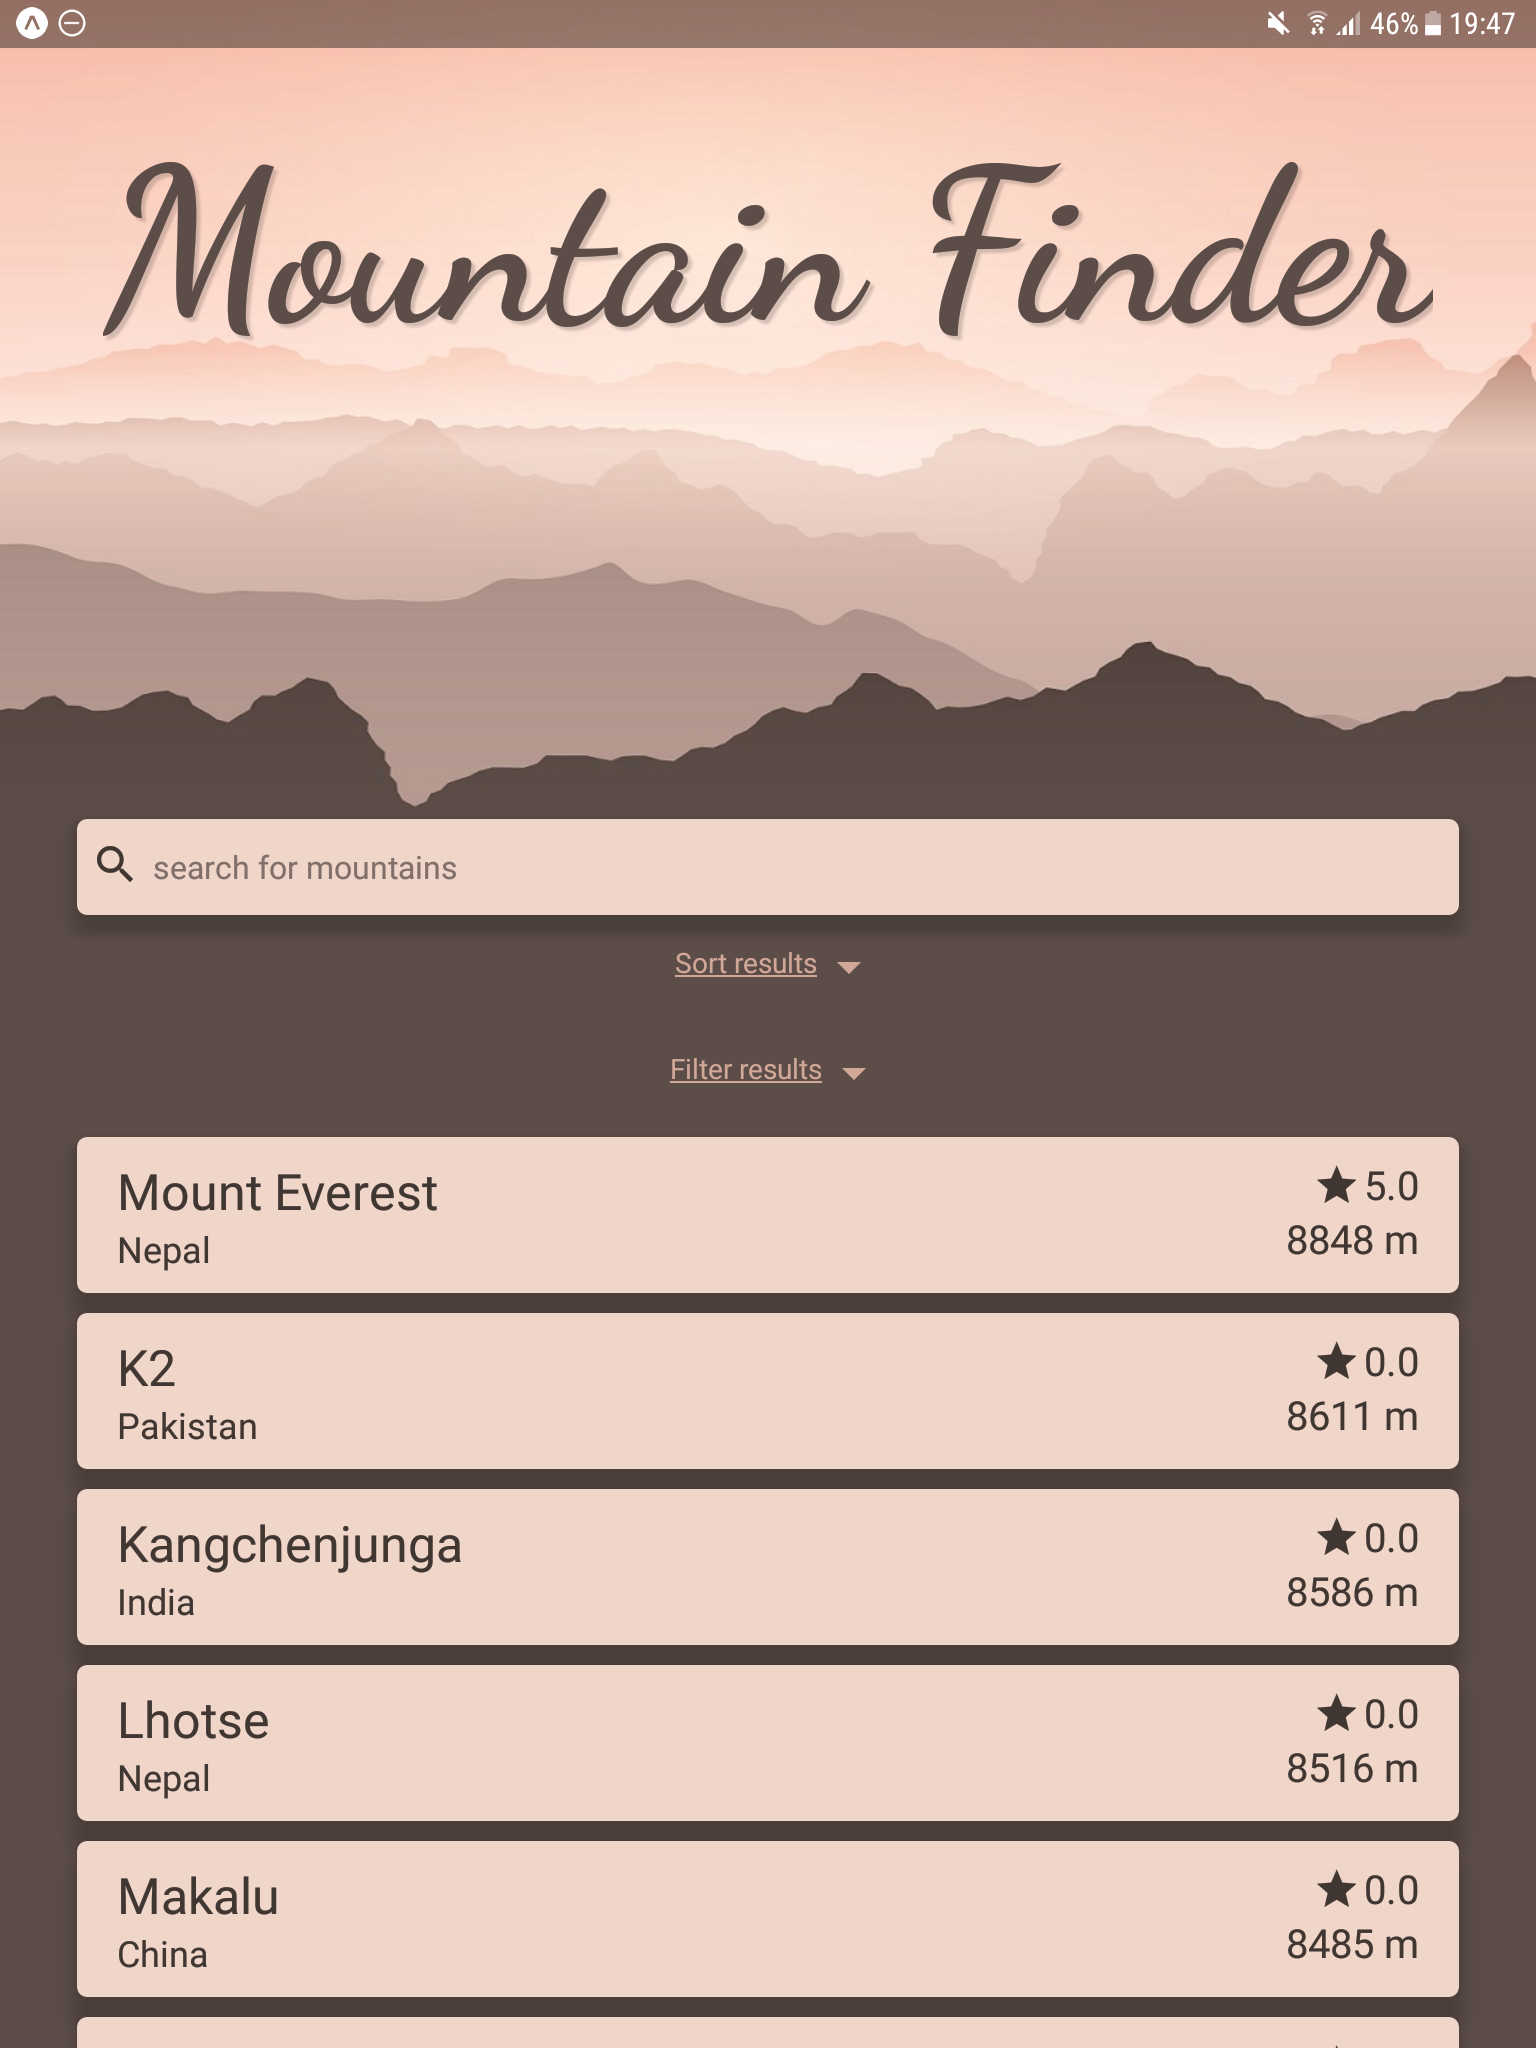 46% 19:47
Mountain Finder
search for mountains
Sort results
Filter results
Mount Everest
5.0
Nepal
8848 m
K2
0.0
Pakistan
8611 m
Kangchenjunga
0.0
India
8586 m
Lhotse
0.0
Nepal
8516 m
Makalu
0.0
China
8485 m